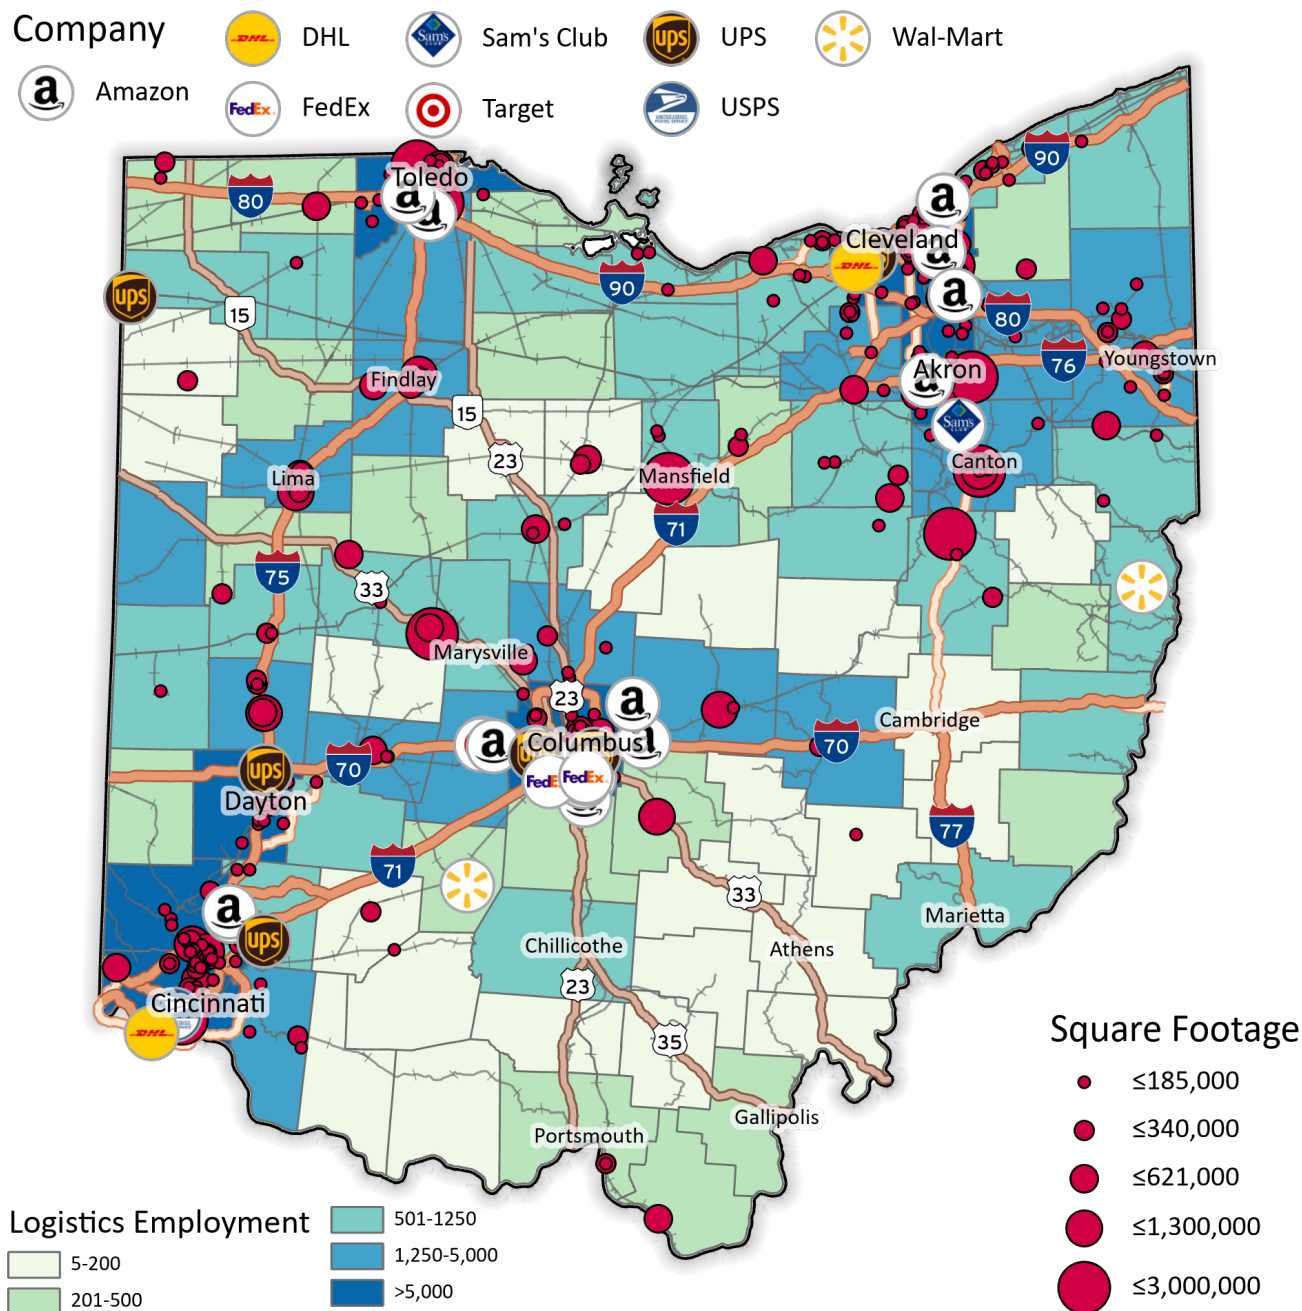 Company
DHL
Sam's Club
UPS
Wal-Mart
Amazon
FedEx
Target
USPS
90
Toledo
80
Cleveland
90
15
80
76
Youngstown
Findlay
Akron
15
23
Lima
Mansfield
Canton
71
75
33
Marysville
23
Cambridge
Columbus
70
70
Dayton
77
71
33
Marietta
Chillicothe
Athens
23
Cincinnati
35
Gallipolis
Portsmouth
Square Footage
≤185,000
≤340,000
≤621,000
≤1,300,000
≤3,000,000
Logistics Employment
5-200
201-500
501-1250
1,250-5,000
>5,000